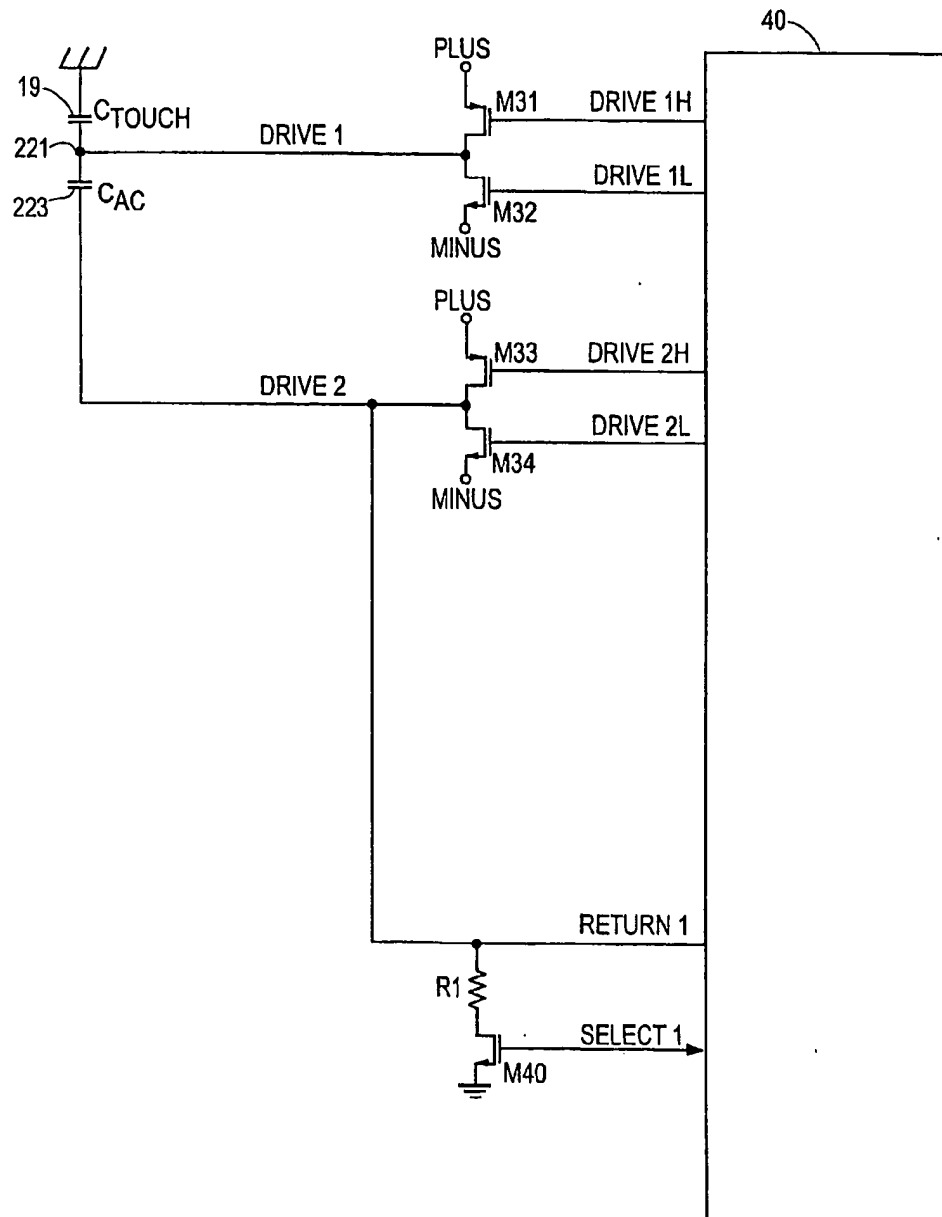 40
PLUS
19
CTOUCH
M31
DRIVE 1H
221
DRIVE 1
DRIVE 1L
223
CAC
M32
MINUS
PLUS
M33
DRIVE 2H
DRIVE 2
DRIVE 2L
M34
MINUS
RETURN 1
R1
SELECT 1
M40